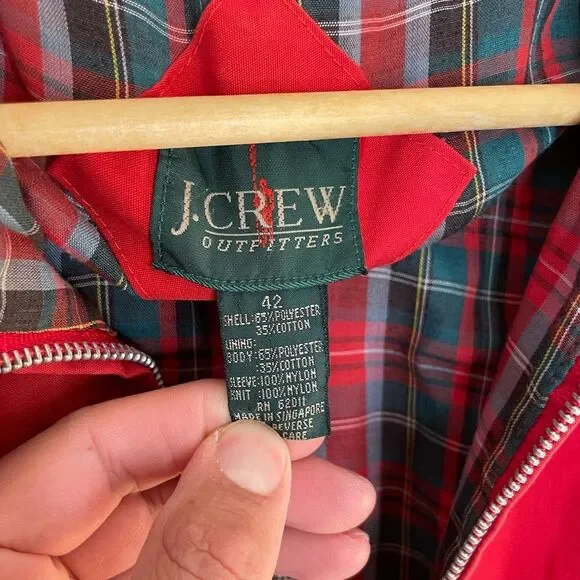 J.CREW
OUTFITTERS
42
SHELL:65%POLYESTER
35%COTTON
LINING:
BODY:65%POLYESTER
35%COTTON
SLEEVE:100%NYLON
KNIT :100%NYLON
RN 62011
MADE IN SINGAPORE
REVERSE
CARE